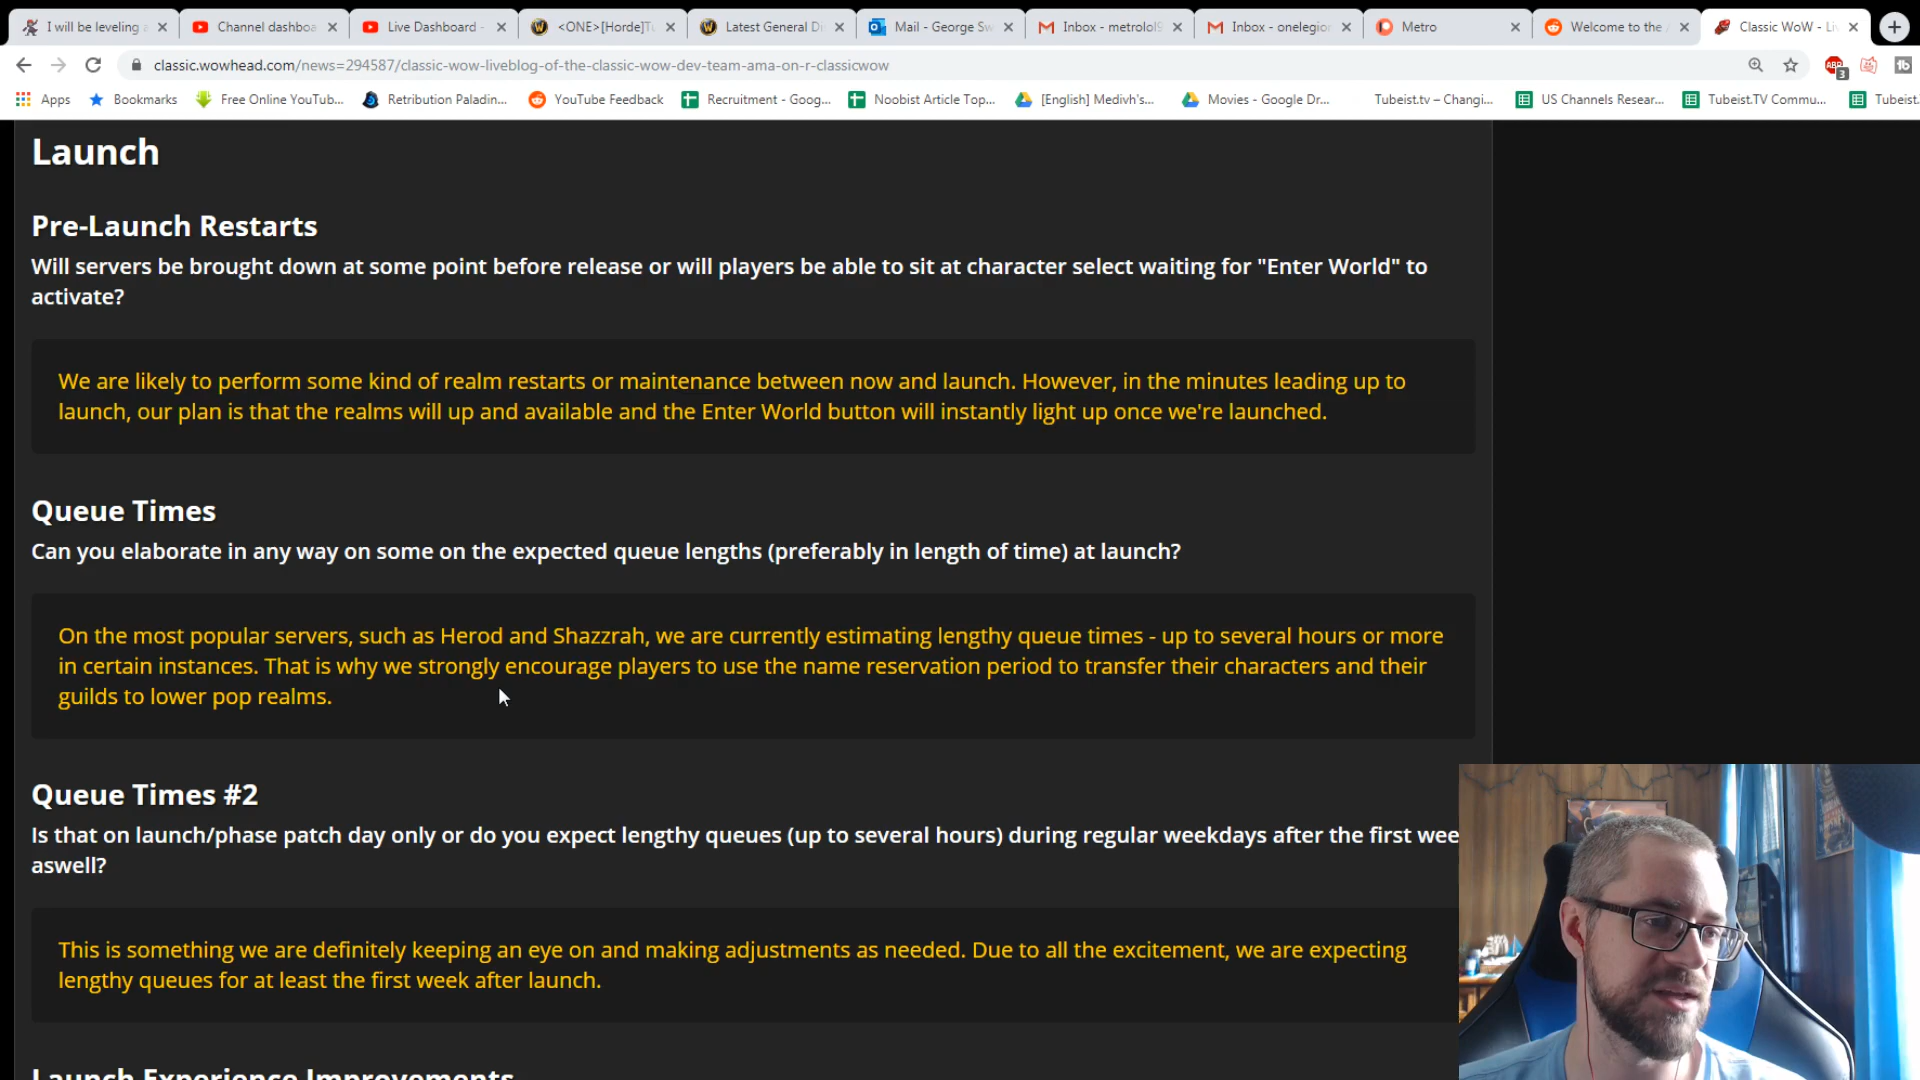 I will be leveling
Channel dashboa
Live Dashboard -
<ONE>[Horde]
Latest General Di
Mail - George Sw
Inbox - metrolol
Inbox - onelegion
Metro
Welcome to the
Classic WoW - Li
classic.wowhead.com/news=294587/classic-wow-liveblog-of-the-classic-wow-dev-team-ama-on-r-classicwow
ABP
3
tb
Apps
Bookmarks
Free Online YouTub...
Retribution Paladin...
YouTube Feedback
Recruitment - Goog...
Noobist Article Top...
[English] Medivh's...
Movies - Google Dr...
Tubeist.tv – Changi...
US Channels Resear...
Tubeist.TV Commu...
Tubeist.
Launch
Pre-Launch Restarts
Will servers be brought down at some point before release or will players be able to sit at character select waiting for "Enter World" to
activate?
We are likely to perform some kind of realm restarts or maintenance between now and launch. However, in the minutes leading up to
launch, our plan is that the realms will up and available and the Enter World button will instantly light up once we're launched.
Queue Times
Can you elaborate in any way on some on the expected queue lengths (preferably in length of time) at launch?
On the most popular servers, such as Herod and Shazzrah, we are currently estimating lengthy queue times - up to several hours or more
in certain instances. That is why we strongly encourage players to use the name reservation period to transfer their characters and their
guilds to lower pop realms.
Queue Times #2
Is that on launch/phase patch day only or do you expect lengthy queues (up to several hours) during regular weekdays after the first wee
aswell?
This is something we are definitely keeping an eye on and making adjustments as needed. Due to all the excitement, we are expecting
lengthy queues for at least the first week after launch.
Launch Experience Improvements